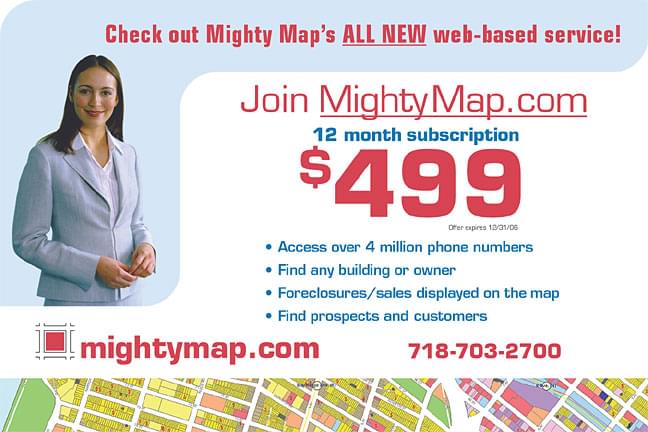 Check out Mighty Map's ALL NEW web-based service!
Join MightyMap.com
12 month subscription
$499
Offer expires 12/31/06
• Access over 4 million phone numbers
• Find any building or owner
• Foreclosures/sales displayed on the map
• Find prospects and customers
mightymap.com
718-703-2700